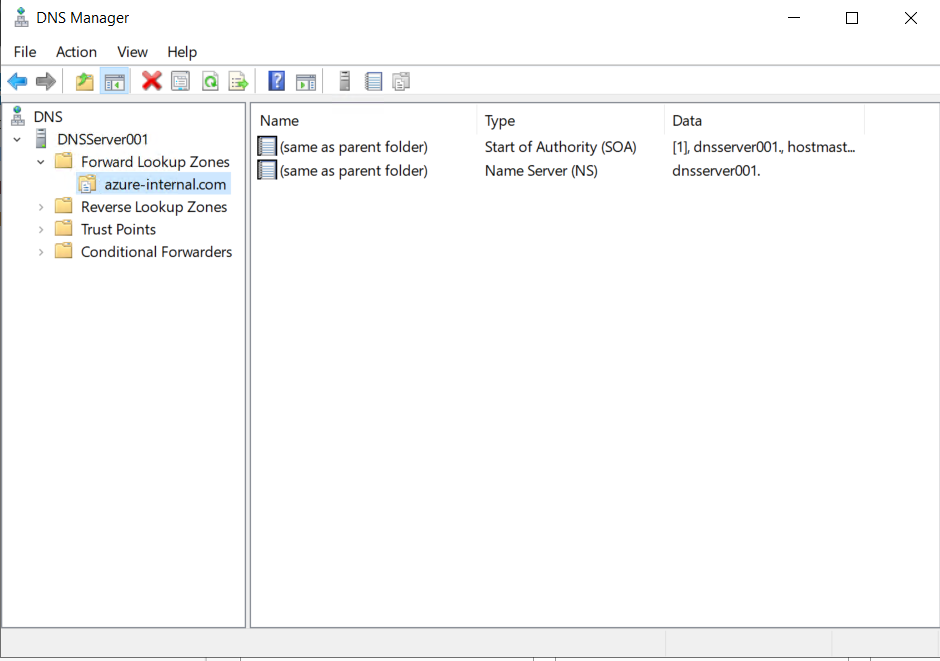 DNS Manager
File Action View Help
DNS
DNSServer001
Forward Lookup Zones
azure-internal.com
Reverse Lookup Zones
Trust Points
Conditional Forwarders
Name Type Data
(same as parent folder) Start of Authority (SOA) [1], dnsserver001., hostmast...
(same as parent folder) Name Server (NS) dnsserver001.